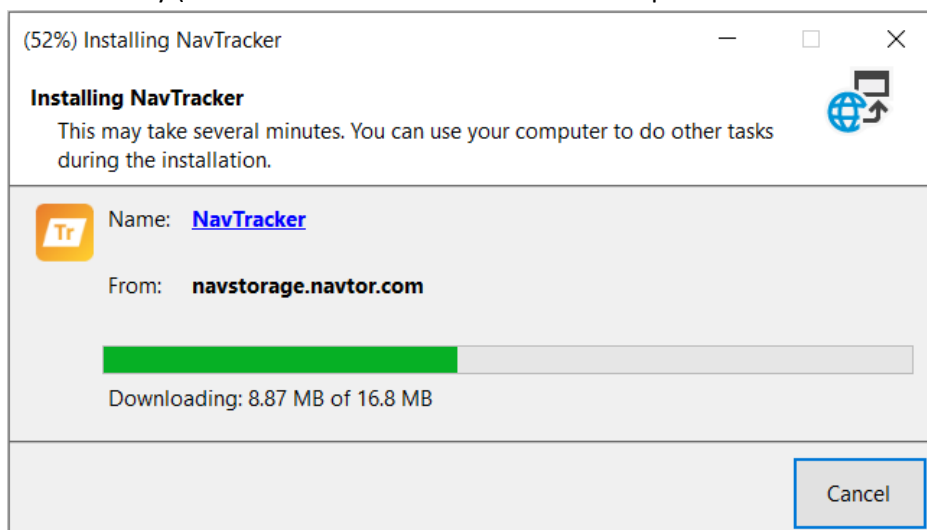 (52%) Installing NavTracker
Installing NavTracker
This may take several minutes. You can use your computer to do other tasks
during the installation.
Tr
Name: NavTracker
From: navstorage.navtor.com
Downloading: 8.87 MB of 16.8 MB
Cancel